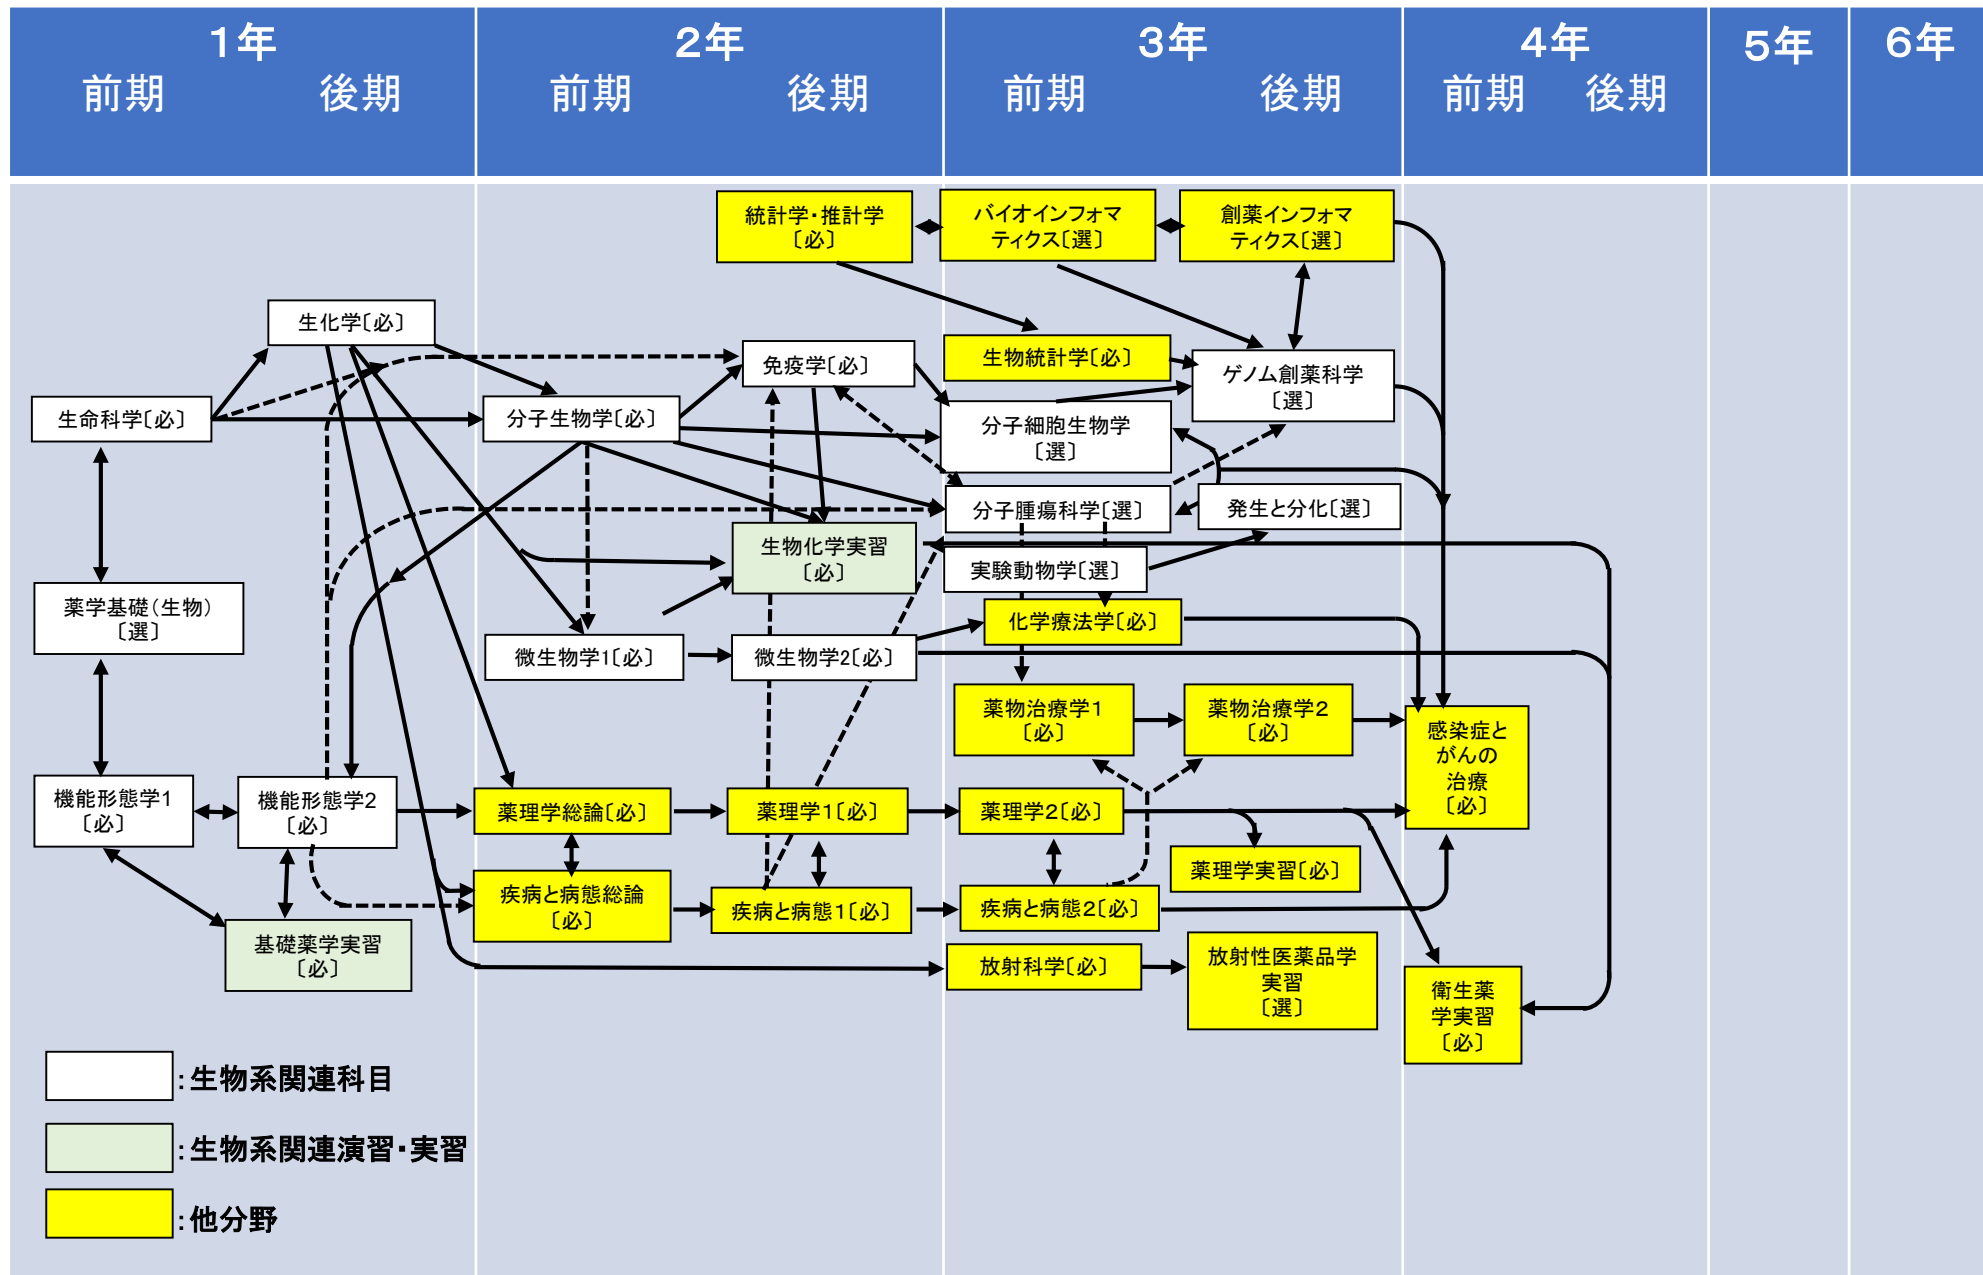 1年
前期
後期
2年
前期
後期
3年
前期
後期
4年
前期
後期
5年
6年
統計学・推計学
〔必〕
バイオインフォマ
ティクス〔選〕
創薬インフォマ
ティクス〔選〕
生化学〔必〕
免疫学〔必〕
生物統計学〔必〕
ゲノム創薬科学
〔選〕
生命科学〔必〕
分子生物学〔必〕
分子細胞生物学
〔選〕
分子腫瘍科学〔選〕
発生と分化〔選〕
生物化学実習
〔必〕
実験動物学〔選〕
薬学基礎（生物）
〔選〕
化学療法学〔必〕
微生物学1〔必〕
微生物学2〔必〕
薬物治療学1
〔必〕
薬物治療学2
〔必〕
感染症と
がんの
治療
〔必〕
機能形態学1
〔必〕
機能形態学2
〔必〕
薬理学総論〔必〕
薬理学1〔必〕
薬理学2〔必〕
薬理学実習〔必〕
疾病と病態総論
〔必〕
疾病と病態1〔必〕
疾病と病態2〔必〕
基礎薬学実習
〔必〕
放射科学〔必〕
放射性医薬品学
実習
〔選〕
衛生薬
学実習
〔必〕
：生物系関連科目
：生物系関連演習・実習
：他分野